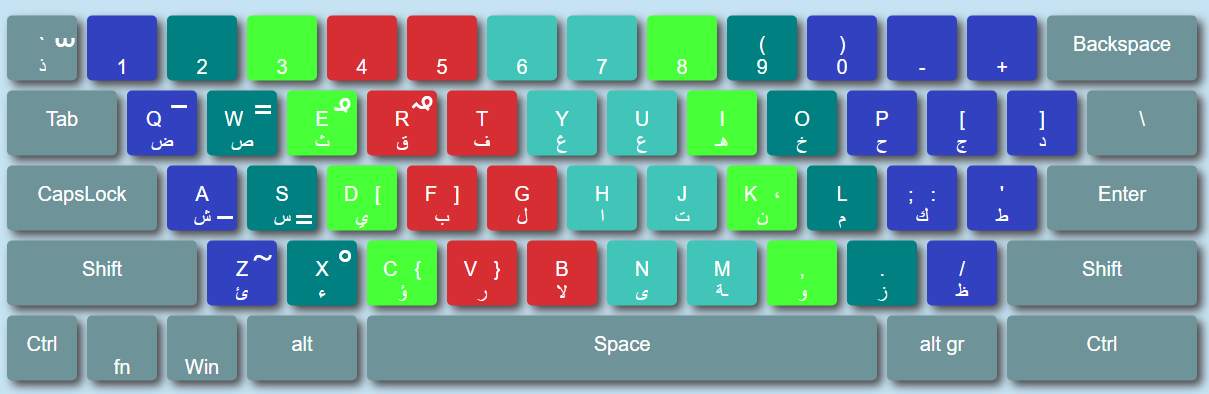 ` ّ ( ) Backspace
ذ 1 2 3 4 5 6 7 8 9 0 - +
Tab Q َ W ً E ُ R ٌ T Y U I O P [ ] \
ض ص ث ق ف غ ع هـ خ ح ج د
CapsLock A S D [ F ] G H J K ، L ; : ' Enter
ش ِ س ٍ ي ب ل ا ت ن م ك ط
Shift Z ~ X ْ C { V } B N M , . / Shift
ئ ء ؤ ر لا ى ـة و ز ظ
Ctrl alt Space alt gr Ctrl
fn Win